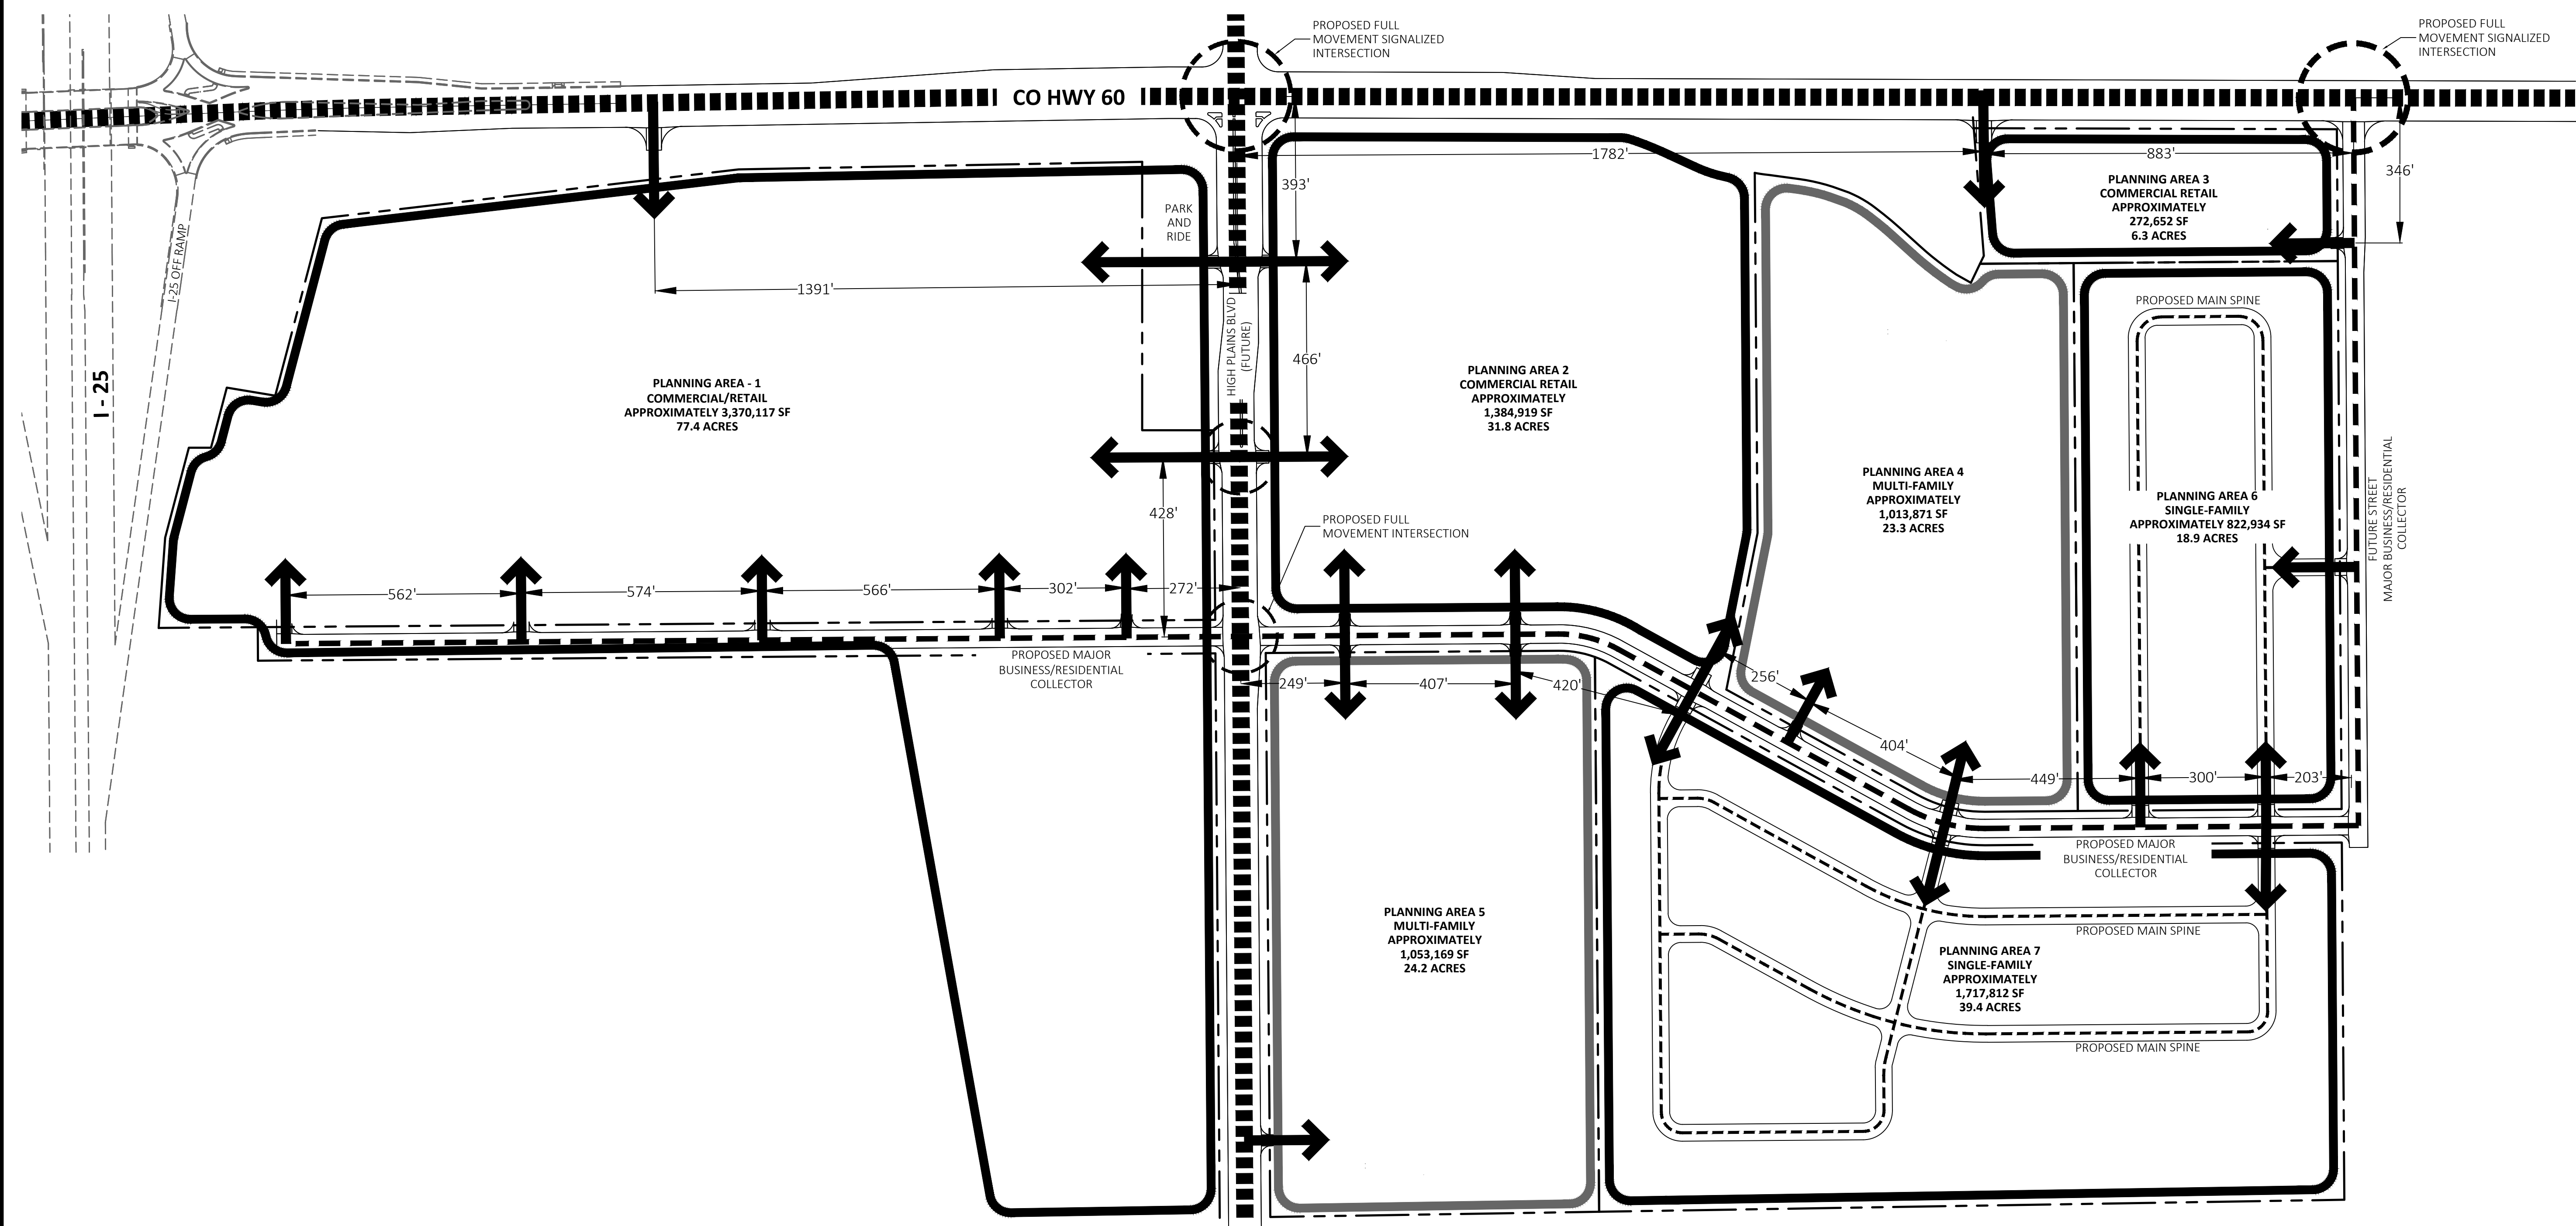 PROPOSED FULL
MOVEMENT SIGNALIZED
INTERSECTION
PROPOSED FULL
MOVEMENT SIGNALIZED
INTERSECTION
CO HWY 60
1782'
883'
346'
393'
PLANNING AREA 3
COMMERCIAL RETAIL
APPROXIMATELY
272,652 SF
6.3 ACRES
PARK
AND
RIDE
I-25 OFF RAMP
1391'
HIGH PLAINS BLVD
(FUTURE)
466'
PROPOSED MAIN SPINE
I - 25
PLANNING AREA - 1
COMMERCIAL/RETAIL
APPROXIMATELY 3,370,117 SF
77.4 ACRES
PLANNING AREA 2
COMMERCIAL RETAIL
APPROXIMATELY
1,384,919 SF
31.8 ACRES
PLANNING AREA 4
MULTI-FAMILY
APPROXIMATELY
1,013,871 SF
23.3 ACRES
PLANNING AREA 6
SINGLE-FAMILY
APPROXIMATELY 822,934 SF
18.9 ACRES
FUTURE STREET
MAJOR BUSINESS/RESIDENTIAL
COLLECTOR
428'
PROPOSED FULL
MOVEMENT INTERSECTION
562'
574'
566'
302'
272'
PROPOSED MAJOR
BUSINESS/RESIDENTIAL
COLLECTOR
249'
407'
420'
256'
404'
449'
300'
203'
PROPOSED MAJOR
BUSINESS/RESIDENTIAL
COLLECTOR
PLANNING AREA 5
MULTI-FAMILY
APPROXIMATELY
1,053,169 SF
24.2 ACRES
PROPOSED MAIN SPINE
PLANNING AREA 7
SINGLE-FAMILY
APPROXIMATELY
1,717,812 SF
39.4 ACRES
PROPOSED MAIN SPINE